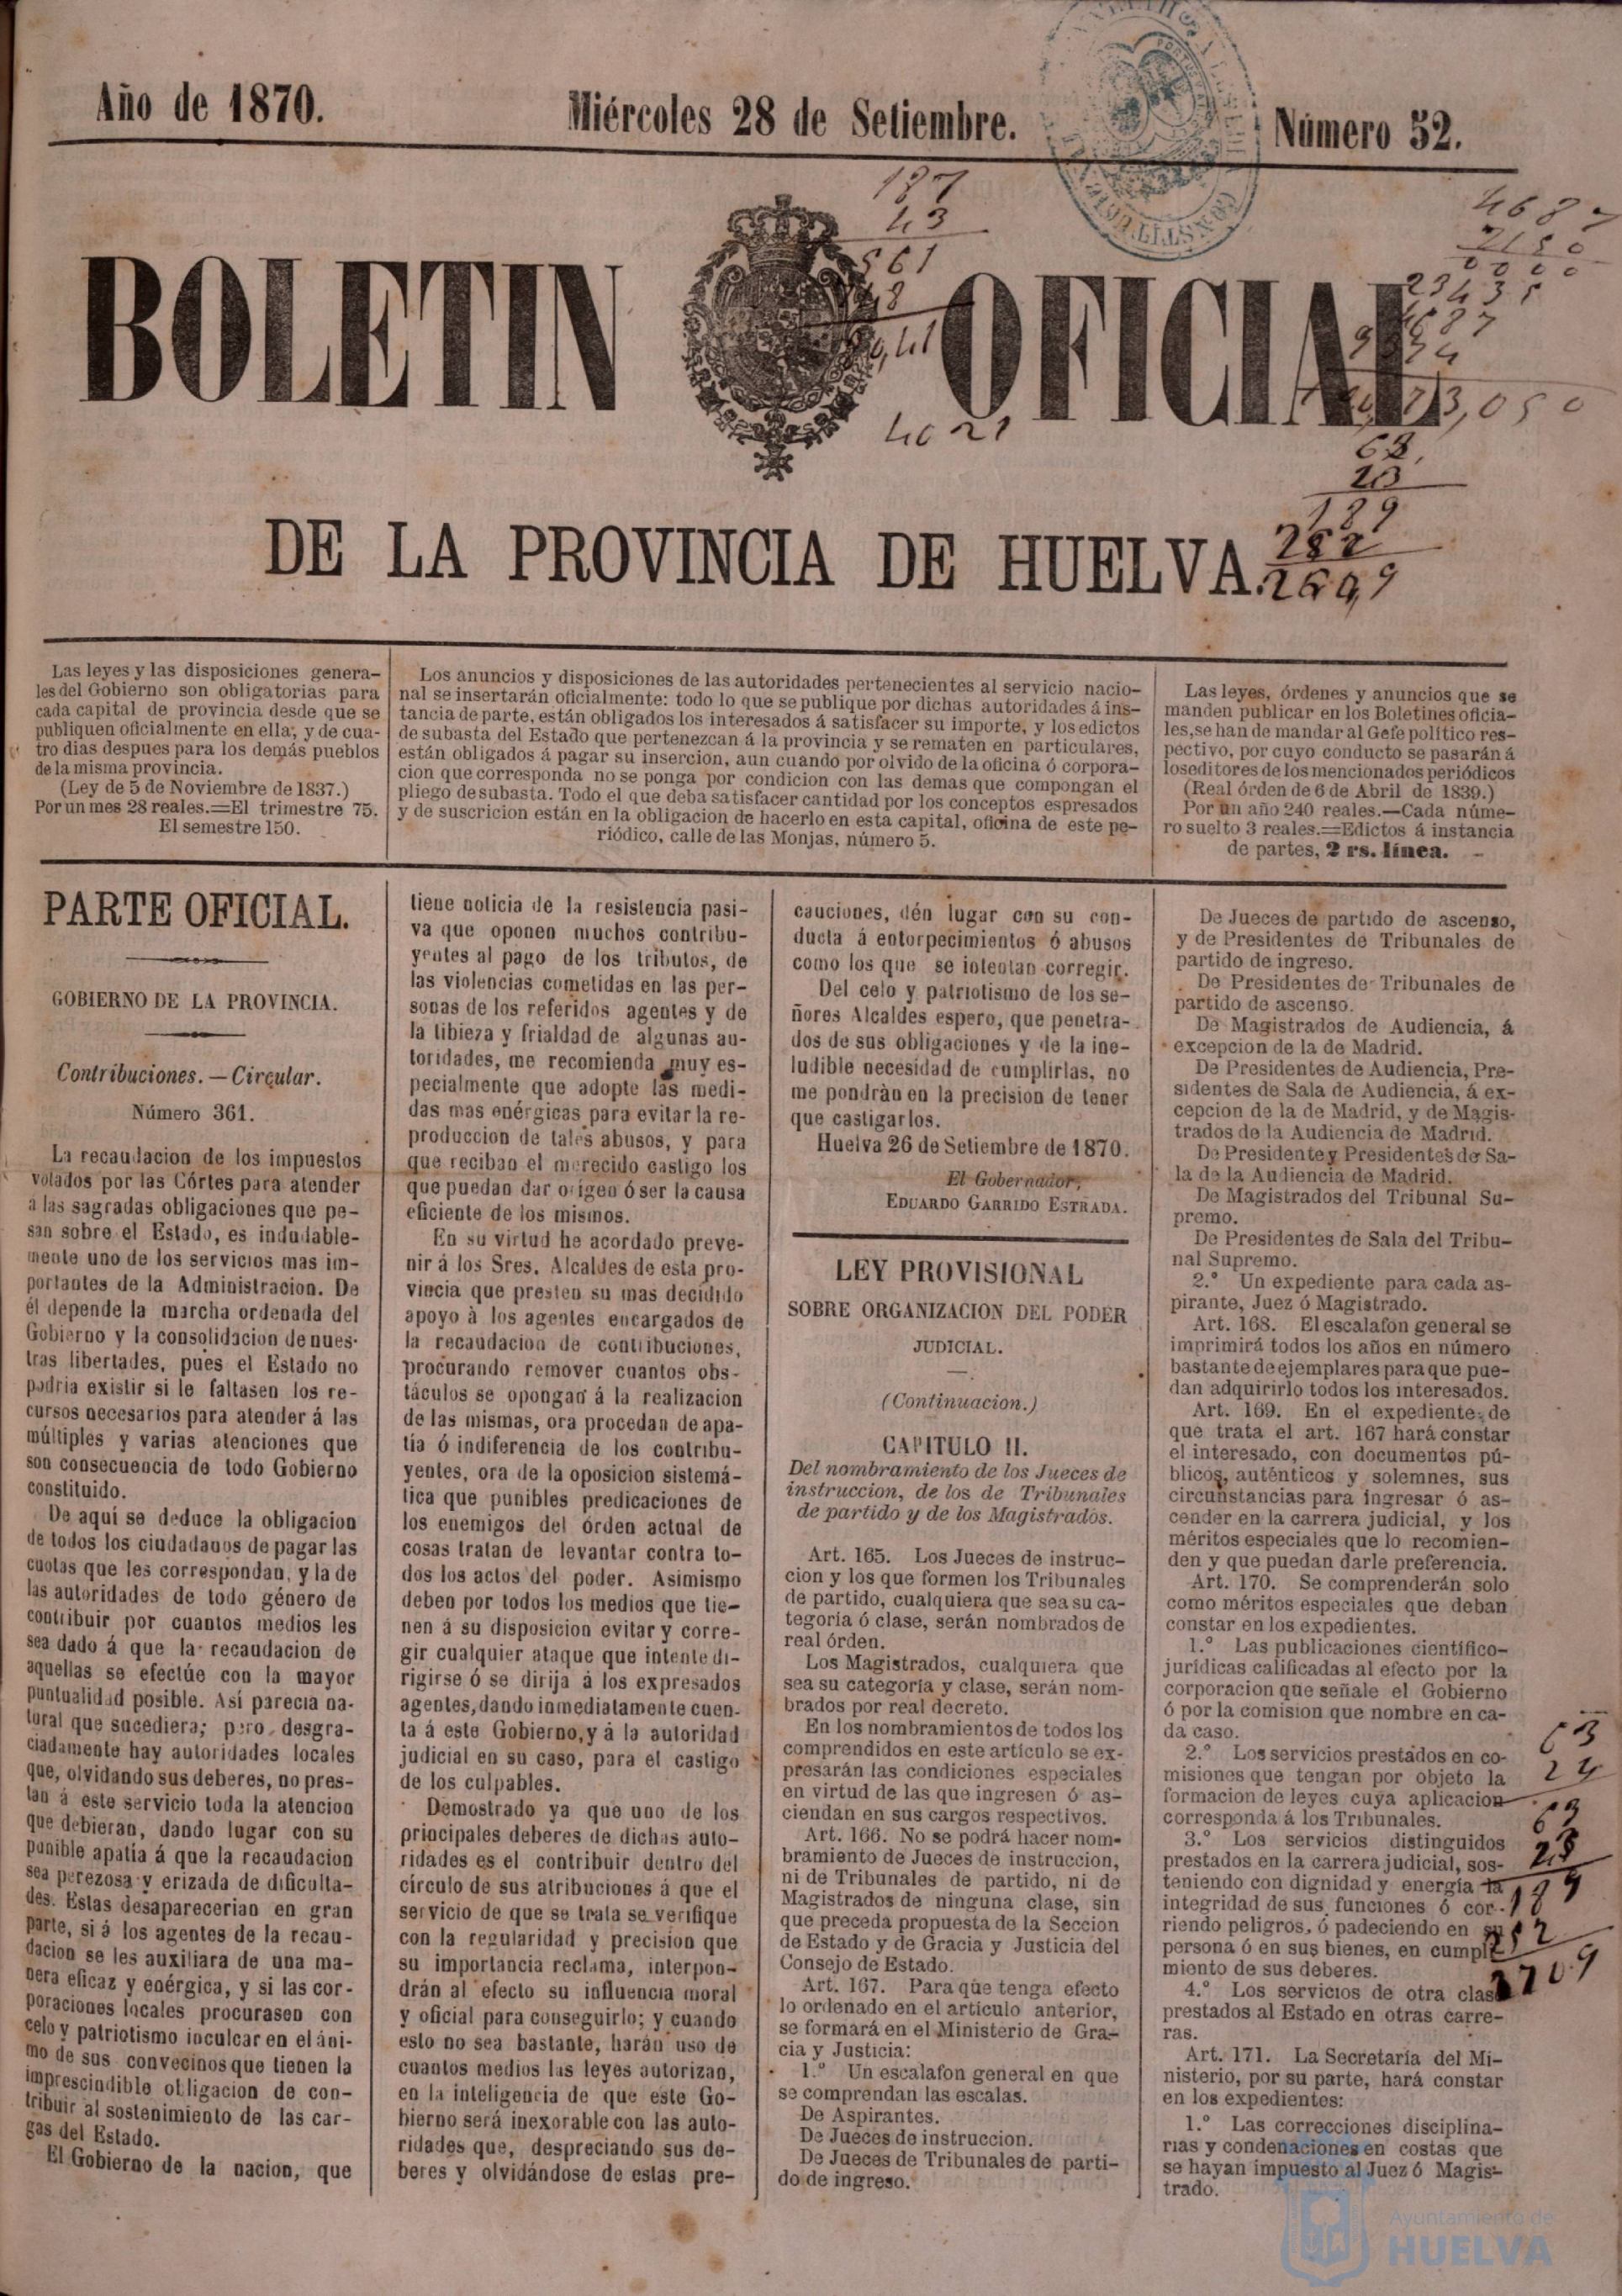 Año de 1870.
Miércoles 28 de Setiembre.
Número 52.
BOLETIN OFICIAL
DE LA PROVINCIA DE HUELVA.
187
43
561
4021
4687
2150
0000
23435
63
23
189
Las leyes y las disposiciones genera-
les del Gobierno son obligatorias para
cada capital de provincia desde que se
publiquen oficialmente en ella, y de cua-
tro dias despues para los demás pueblos
de la misma provincia.
(Ley de 5 de Noviembre de 1837.)
Por un mes 28 reales.=El trimestre 75.
El semestre 150.
Los anuncios y disposiciones de las autoridades pertenecientes al servicio nacio-
nal se insertarán oficialmente: todo lo que se publique por dichas autoridades á ins-
tancia de parte, están obligados los interesados á satisfacer su importe, y los edictos
de subasta del Estado que pertenezcan á la provincia y se rematen en particulares,
están obligados á pagar su insercion, aun cuando por olvido de la oficina ó corpora-
cion que corresponda no se ponga por condicion con las demas que compongan el
pliego de subasta. Todo el que deba satisfacer cantidad por los conceptos espresados
y de suscricion están en la obligacion de hacerlo en esta capital, oficina de este pe-
riódico, calle de las Monjas, número 5.
Las leyes, órdenes y anuncios que se
manden publicar en los Boletines oficia-
les, se han de mandar al Gefe político res-
pectivo, por cuyo conducto se pasarán á
los editores de los mencionados periódicos
(Real órden de 6 de Abril de 1839.)
Por un año 240 reales.—Cada núme-
ro suelto 3 reales.=Edictos á instancia
de partes, 2 rs. línea.
PARTE OFICIAL.
GOBIERNO DE LA PROVINCIA.
Contribuciones.—Circular.
Número 361.
La recaudacion de los impuestos
votados por las Córtes para atender
á las sagradas obligaciones que pe-
san sobre el Estado, es indudable-
mente uno de los servicios mas im-
portantes de la Administracion. De
él depende la marcha ordenada del
Gobierno y la consolidacion de nues-
tras libertades, pues el Estado no
podria existir si le faltasen los re-
cursos necesarios para atender á las
múltiples y varias atenciones que
son consecuencia de todo Gobierno
constituido.
De aquí se deduce la obligacion
de todos los ciudadanos de pagar las
cuotas que les correspondan, y la de
las autoridades de todo género de
contribuir por cuantos medios les
sea dado á que la recaudacion de
aquellas se efectúe con la mayor
puntualidad posible. Así parecia na-
tural que sucediera; pero desgra-
ciadamente hay autoridades locales
que, olvidando sus deberes, no pres-
tan á este servicio toda la atencion
que debieran, dando lugar con su
punible apatía á que la recaudacion
sea perezosa y erizada de dificulta-
des. Estas desaparecerian en gran
parte, si á los agentes de la recau-
dacion se les auxiliara de una ma-
nera eficaz y enérgica, y si las cor-
poraciones locales procurasen con
celo y patriotismo inculcar en el áni-
mo de sus convecinos que tienen la
imprescindible obligacion de con-
tribuir al sostenimiento de las car-
gas del Estado.
El Gobierno de la nacion, que
tiene noticia de la resistencia pasi-
va que oponen muchos contribu-
yentes al pago de los tributos, de
las violencias cometidas en las per-
sonas de los referidos agentes y de
la tibieza y frialdad de algunas au-
toridades, me recomienda muy es-
pecialmente que adopte las medi-
das mas enérgicas para evitar la re-
produccion de tales abusos, y para
que reciban el merecido castigo los
que puedan dar orígen ó ser la causa
eficiente de los mismos.
En su virtud he acordado preve-
nir á los Sres. Alcaldes de esta pro-
vincia que presten su mas decidido
apoyo à los agentes encargados de
la recaudacion de contribuciones,
procurando remover cuantos obs-
táculos se opongan á la realizacion
de las mismas, ora procedan de apa-
tía ó indiferencia de los contribu-
yentes, ora de la oposicion sistemá-
tica que punibles predicaciones de
los enemigos del órden actual de
cosas tratan de levantar contra to-
dos los actos del poder. Asimismo
deben por todos los medios que tie-
nen á su disposicion evitar y corre-
gir cualquier ataque que intente di-
rigirse ó se dirija á los expresados
agentes, dando inmediatamente cuen-
ta á este Gobierno, y á la autoridad
judicial en su caso, para el castigo
de los culpables.
Demostrado ya que uno de los
principales deberes de dichas auto-
ridades es el contribuir dentro del
círculo de sus atribuciones á que el
servicio de que se trata se verifique
con la regularidad y precision que
su importancia reclama, interpon-
drán al efecto su influencia moral
y oficial para conseguirlo; y cuando
esto no sea bastante, harán uso de
cuantos medios las leyes autorizan,
en la inteligencia de que este Go-
bierno será inexorable con las auto-
ridades que, despreciando sus de-
beres y olvidándose de estas pre-
cauciones, dén lugar con su con-
ducta á entorpecimientos ó abusos
como los que se intentan corregir.
Del celo y patriotismo de los se-
ñores Alcaldes espero, que penetra-
dos de sus obligaciones y de la ine-
ludible necesidad de cumplirlas, no
me pondràn en la precision de tener
que castigarlos.
Huelva 26 de Setiembre de 1870.
El Gobernador,
EDUARDO GARRIDO ESTRADA.
LEY PROVISIONAL
SOBRE ORGANIZACION DEL PODER
JUDICIAL.
(Continuacion.)
CAPITULO II.
Del nombramiento de los Jueces de
instruccion, de los de Tribunales
de partido y de los Magistrados.
Art. 165. Los Jueces de instruc-
cion y los que formen los Tribunales
de partido, cualquiera que sea su ca-
tegoría ó clase, serán nombrados de
real órden.
Los Magistrados, cualquiera que
sea su categoría y clase, serán nom-
brados por real decreto.
En los nombramientos de todos los
comprendidos en este artículo se ex-
presarán las condiciones especiales
en virtud de las que ingresen ó as-
ciendan en sus cargos respectivos.
Art. 166. No se podrá hacer nom-
bramiento de Jueces de instruccion,
ni de Tribunales de partido, ni de
Magistrados de ninguna clase, sin
que preceda propuesta de la Seccion
de Estado y de Gracia y Justicia del
Consejo de Estado.
Art. 167. Para que tenga efecto
lo ordenado en el artículo anterior,
se formará en el Ministerio de Gra-
cia y Justicia:
1.º Un escalafon general en que
se comprendan las escalas.
De Aspirantes.
De Jueces de instruccion.
De Jueces de Tribunales de parti-
do de ingreso.
De Jueces de partido de ascenso,
y de Presidentes de Tribunales de
partido de ingreso.
De Presidentes de Tribunales de
partido de ascenso.
De Magistrados de Audiencia, á
excepcion de la de Madrid.
De Presidentes de Audiencia, Pre-
sidentes de Sala de Audiencia, á ex-
cepcion de la de Madrid, y de Magis-
trados de la Audiencia de Madrid.
De Presidente y Presidentes de Sa-
la de la Audiencia de Madrid.
De Magistrados del Tribunal Su-
premo.
De Presidentes de Sala del Tribu-
nal Supremo.
2.º Un expediente para cada as-
pirante, Juez ó Magistrado.
Art. 168. El escalafon general se
imprimirá todos los años en número
bastante de ejemplares para que pue-
dan adquirirlo todos los interesados.
Art. 169. En el expediente de
que trata el art. 167 hará constar
el interesado, con documentos pú-
blicos, auténticos y solemnes, sus
circunstancias para ingresar ó as-
cender en la carrera judicial, y los
méritos especiales que lo recomien-
den y que puedan darle preferencia.
Art. 170. Se comprenderán solo
como méritos especiales que deban
constar en los expedientes.
1.º Las publicaciones científico-
jurídicas calificadas al efecto por la
corporacion que señale el Gobierno
ó por la comision que nombre en ca-
da caso.
2.º Los servicios prestados en co-
misiones que tengan por objeto la
formacion de leyes cuya aplicacion
corresponda á los Tribunales.
3.º Los servicios distinguidos
prestados en la carrera judicial, sos-
teniendo con dignidad y energía la
integridad de sus funciones ó cor-
riendo peligros, ó padeciendo en su
persona ó en sus bienes, en cumpli-
miento de sus deberes.
4.º Los servicios de otra clase
prestados al Estado en otras carre-
ras.
Art. 171. La Secretaría del Mi-
nisterio, por su parte, hará constar
en los expedientes:
1.º Las correcciones disciplina-
rias y condenaciones en costas que
se hayan impuesto al Juez ó Magis-
trado.
63
24
63
23
189
Ayuntamiento de
HUELVA